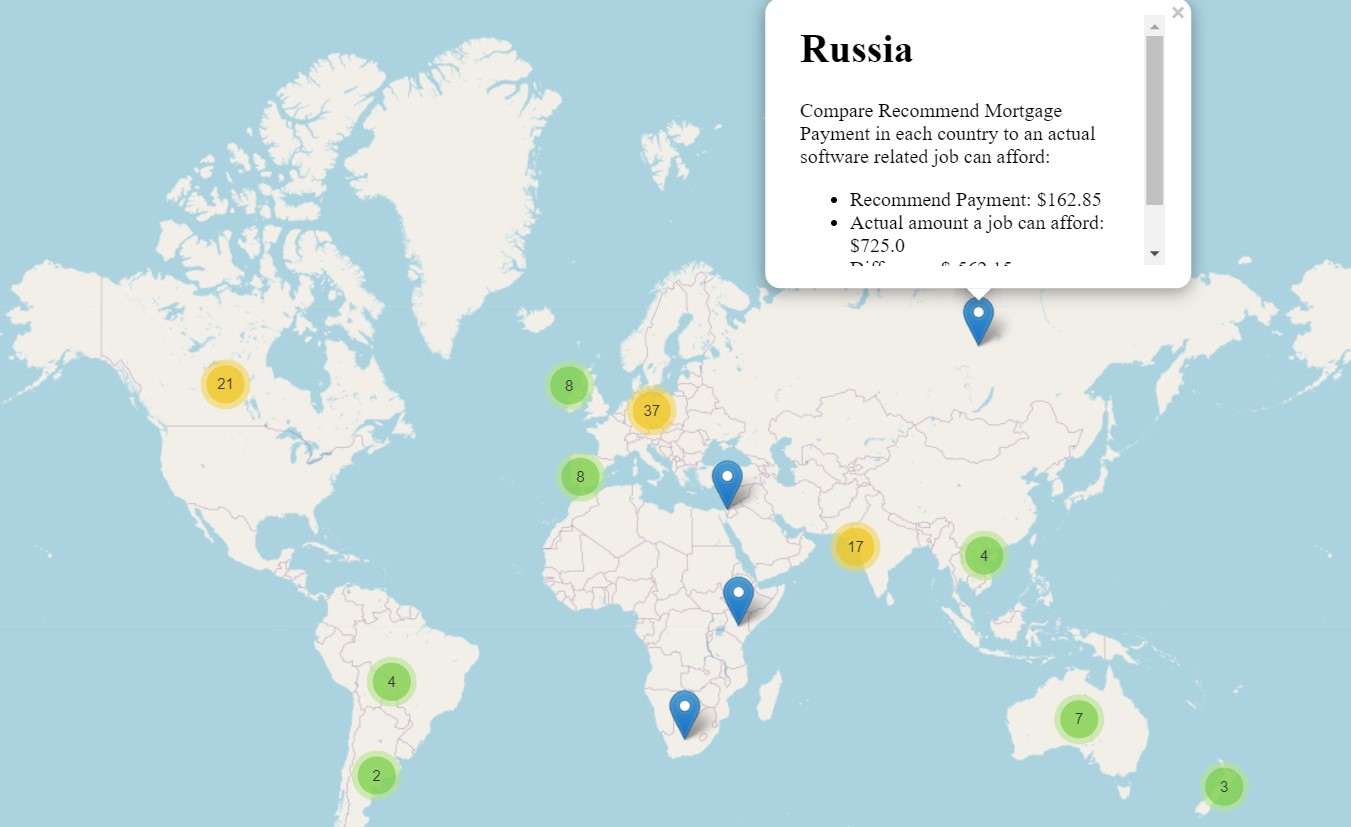 ×
Russia
Compare Recommend Mortgage
Payment in each country to an actual
software related job can afford:
• Recommend Payment: $162.85
• Actual amount a job can afford:
$725.0
21
8
37
8
17
4
4
7
2
3